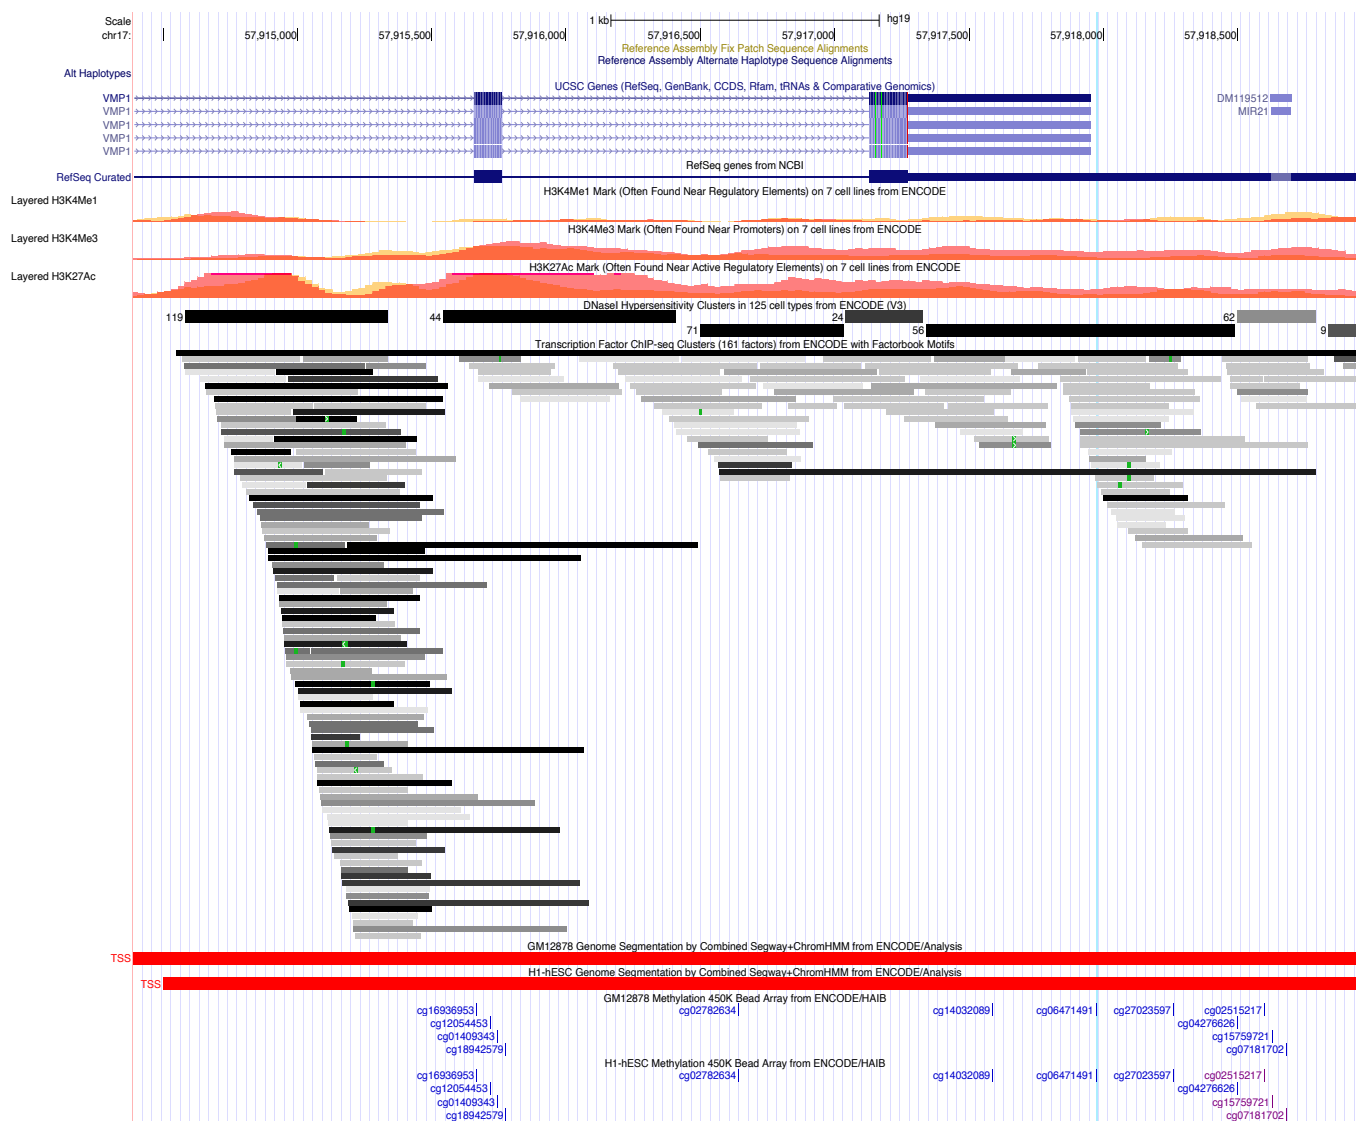 Scale 1 kb hg19
chr17: 57,915,000 57,915,500 57,916,000 57,916,500 57,917,000 57,917,500 57,918,000 57,918,500
Reference Assembly Fix Patch Sequence Alignments
Reference Assembly Alternate Haplotype Sequence Alignments
Alt Haplotypes
UCSC Genes (RefSeq, GenBank, CCDS, Rfam, tRNAs & Comparative Genomics)
VMP1 DM119512
VMP1 MIR21
VMP1
VMP1
VMP1
RefSeq genes from NCBI
RefSeq Curated
H3K4Me1 Mark (Often Found Near Regulatory Elements) on 7 cell lines from ENCODE
Layered H3K4Me1
H3K4Me3 Mark (Often Found Near Promoters) on 7 cell lines from ENCODE
Layered H3K4Me3
H3K27Ac Mark (Often Found Near Active Regulatory Elements) on 7 cell lines from ENCODE
Layered H3K27Ac
DNaseI Hypersensitivity Clusters in 125 cell types from ENCODE (V3)
119 44 24 62
71 56 9
Transcription Factor ChIP-seq Clusters (161 factors) from ENCODE with Factorbook Motifs
GM12878 Genome Segmentation by Combined Segway+ChromHMM from ENCODE/Analysis
TSS
H1-hESC Genome Segmentation by Combined Segway+ChromHMM from ENCODE/Analysis
TSS
GM12878 Methylation 450K Bead Array from ENCODE/HAIB
cg16936953 cg02782634 cg14032089 cg06471491 cg27023597 cg02515217
cg12054453 cg04276626
cg01409343 cg15759721
cg18942579 cg07181702
H1-hESC Methylation 450K Bead Array from ENCODE/HAIB
cg16936953 cg02782634 cg14032089 cg06471491 cg27023597 cg02515217
cg12054453 cg04276626
cg01409343 cg15759721
cg18942579 cg07181702